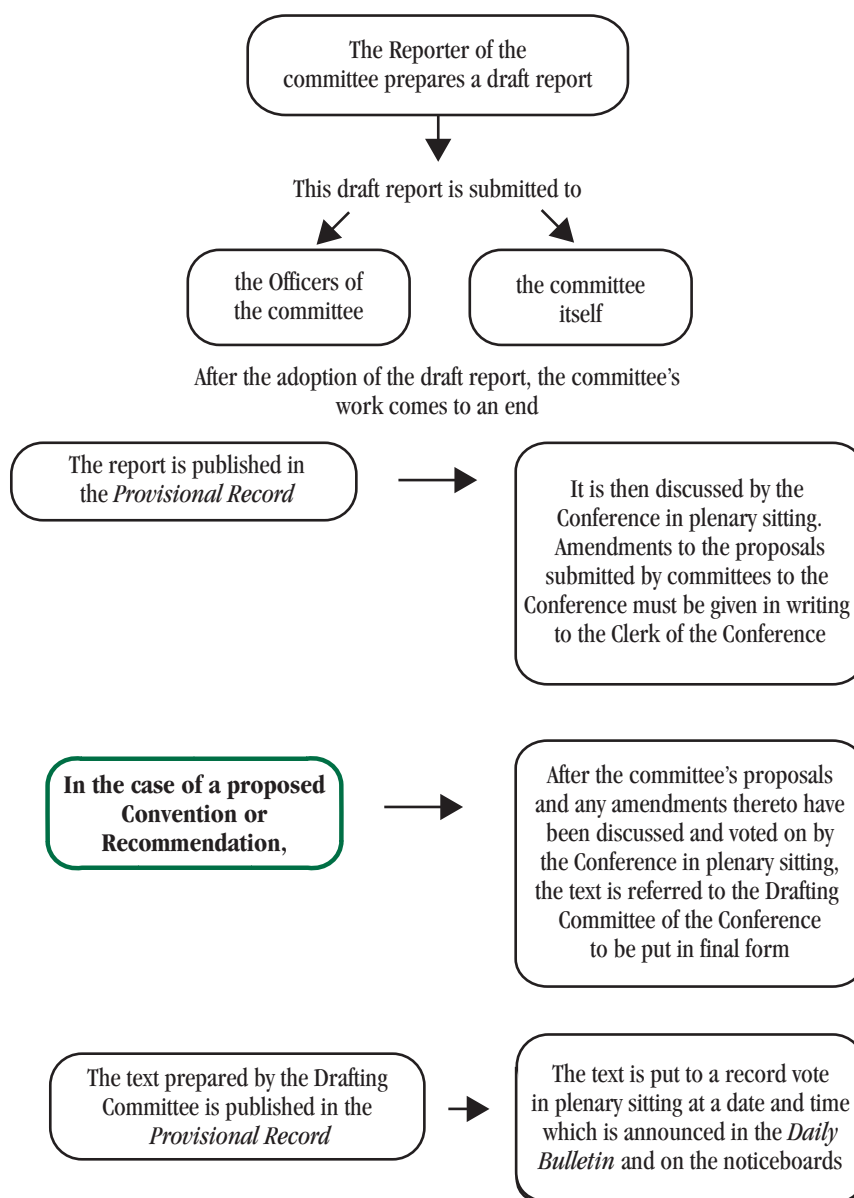 The Reporter of the
committee prepares a draft report
This draft report is submitted to
the Officers of
the committee
the committee
itself
After the adoption of the draft report, the committee's
work comes to an end
The report is published in
the Provisional Record
It is then discussed by the
Conference in plenary sitting.
Amendments to the proposals
submitted by committees to the
Conference must be given in writing
to the Clerk of the Conference
In the case of a proposed
Convention or
Recommendation,
After the committee's proposals
and any amendments thereto have
been discussed and voted on by
the Conference in plenary sitting,
the text is referred to the Drafting
Committee of the Conference
to be put in final form
The text prepared by the Drafting
Committee is published in the
Provisional Record
The text is put to a record vote
in plenary sitting at a date and time
which is announced in the Daily
Bulletin and on the noticeboards